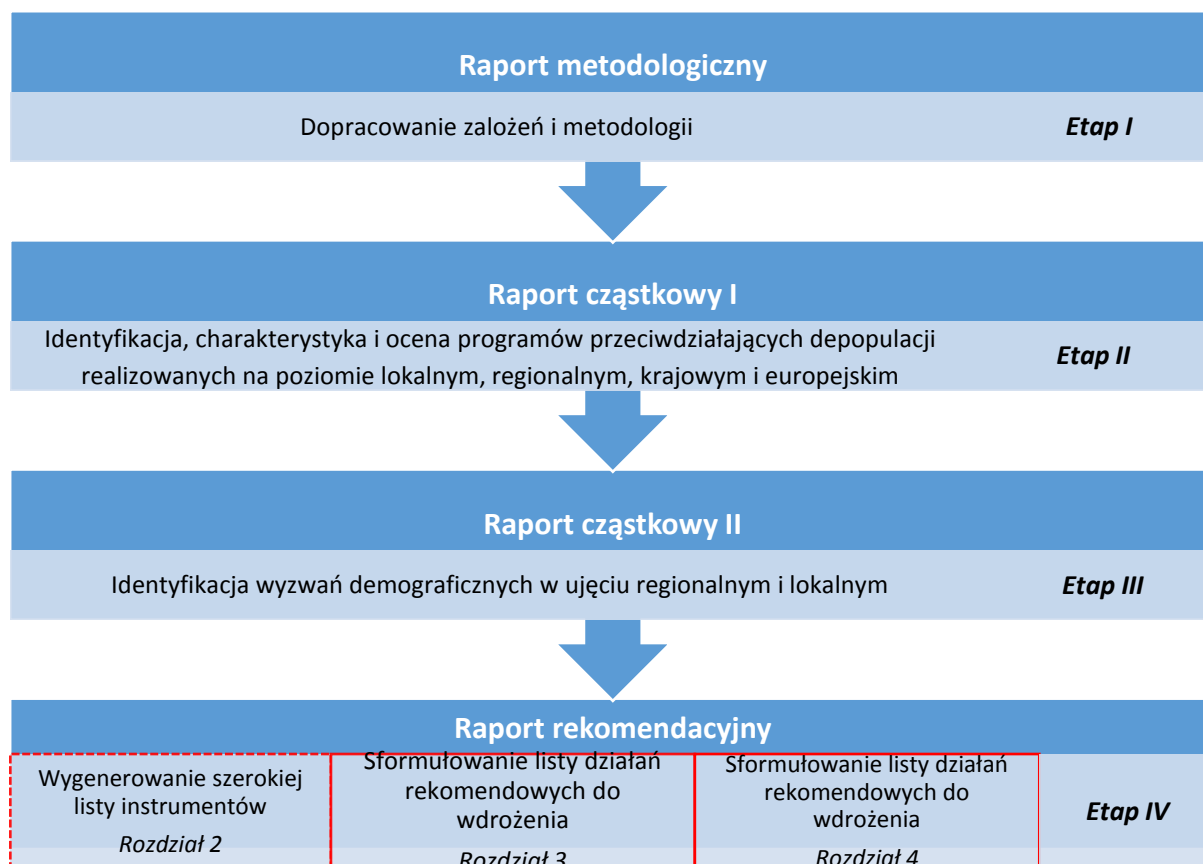 Raport metodologiczny
Dopracowanie założeń i metodologii
Etap I
Raport cząstkowy I
Identyfikacja, charakterystyka i ocena programów przeciwdziałających depopulacji
realizowanych na poziomie lokalnym, regionalnym, krajowym i europejskim
Etap II
Raport cząstkowy II
Identyfikacja wyzwań demograficznych w ujęciu regionalnym i lokalnym
Etap III
Raport rekomendacyjny
Wygenerowanie szerokiej
listy instrumentów
Rozdział 2
Sformułowanie listy działań
rekomendowych do
wdrożenia
Rozdział 3
Sformułowanie listy działań
rekomendowych do
wdrożenia
Rozdział 4
Etap IV